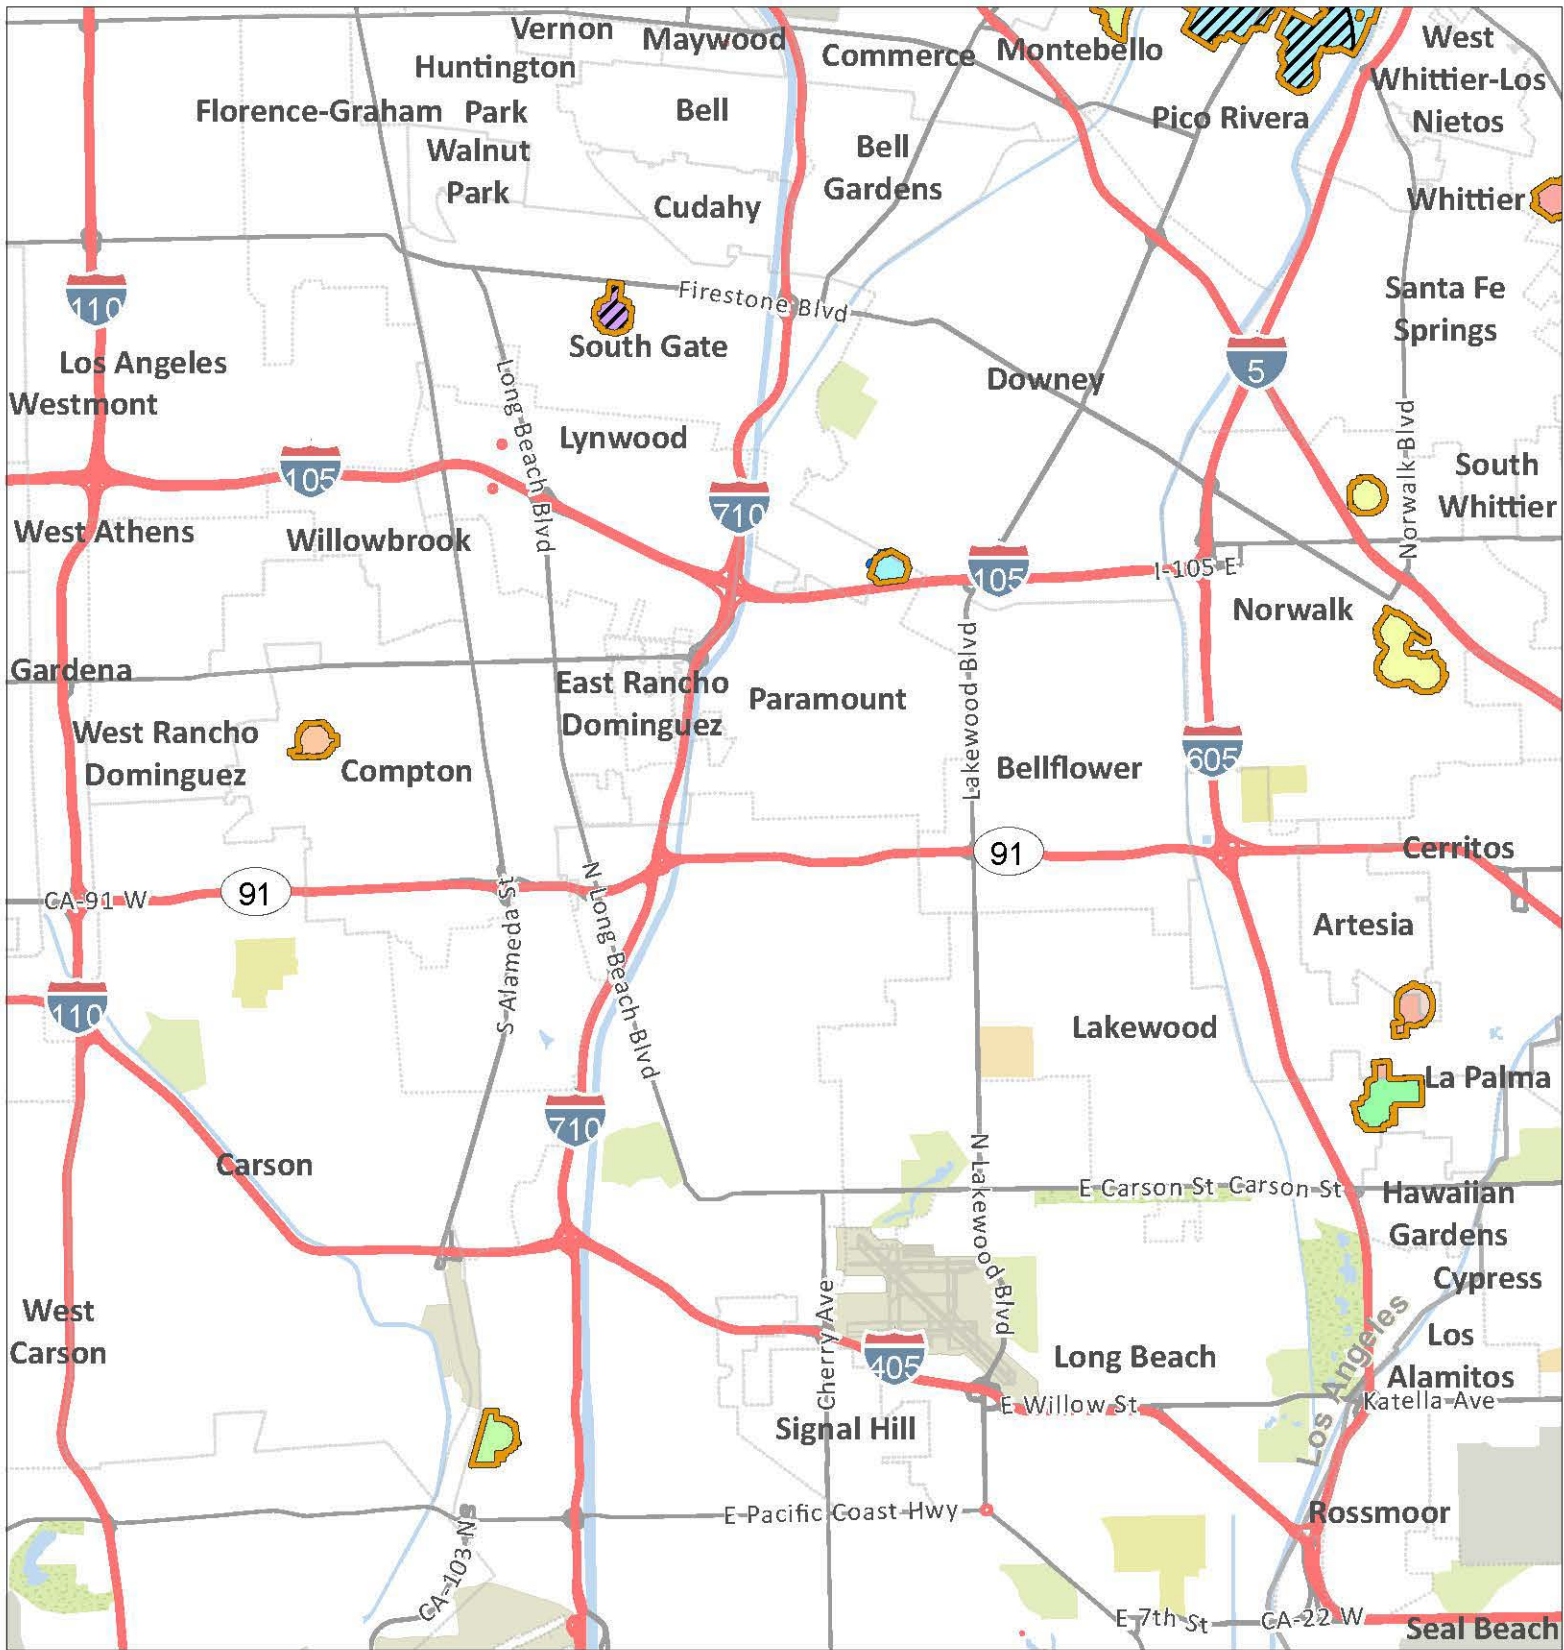 Vernon
Maywood
Commerce
Montebello
West
Whittier-Los
Nietos
Huntington
Park
Florence-Graham
Bell
Pico Rivera
Walnut
Park
Bell
Gardens
Cudahy
Whittier
110
Firestone Blvd
Santa Fe
Springs
South Gate
Los Angeles
5
Downey
Westmont
Long Beach Blvd
Lynwood
105
Norwalk Blvd
South
Whittier
710
West Athens
Willowbrook
105
I-105 E
Norwalk
Gardena
East Rancho
Dominguez
Paramount
Lakewood Blvd
West Rancho
Dominguez
Compton
Bellflower
605
91
Cerritos
91
CA-91 W
Artesia
S Alameda St
N Long Beach Blvd
110
Lakewood
La Palma
710
Carson
N Lakewood Blvd
E Carson St
Carson St
Hawaiian
Gardens
Cypress
West
Carson
Cherry Ave
405
Long Beach
Los Angeles
Los
Alamitos
E Willow St
Katella Ave
Signal Hill
E Pacific Coast Hwy
Rossmoor
CA-103 N
S
E 7th St
CA-22 W
Seal Beach